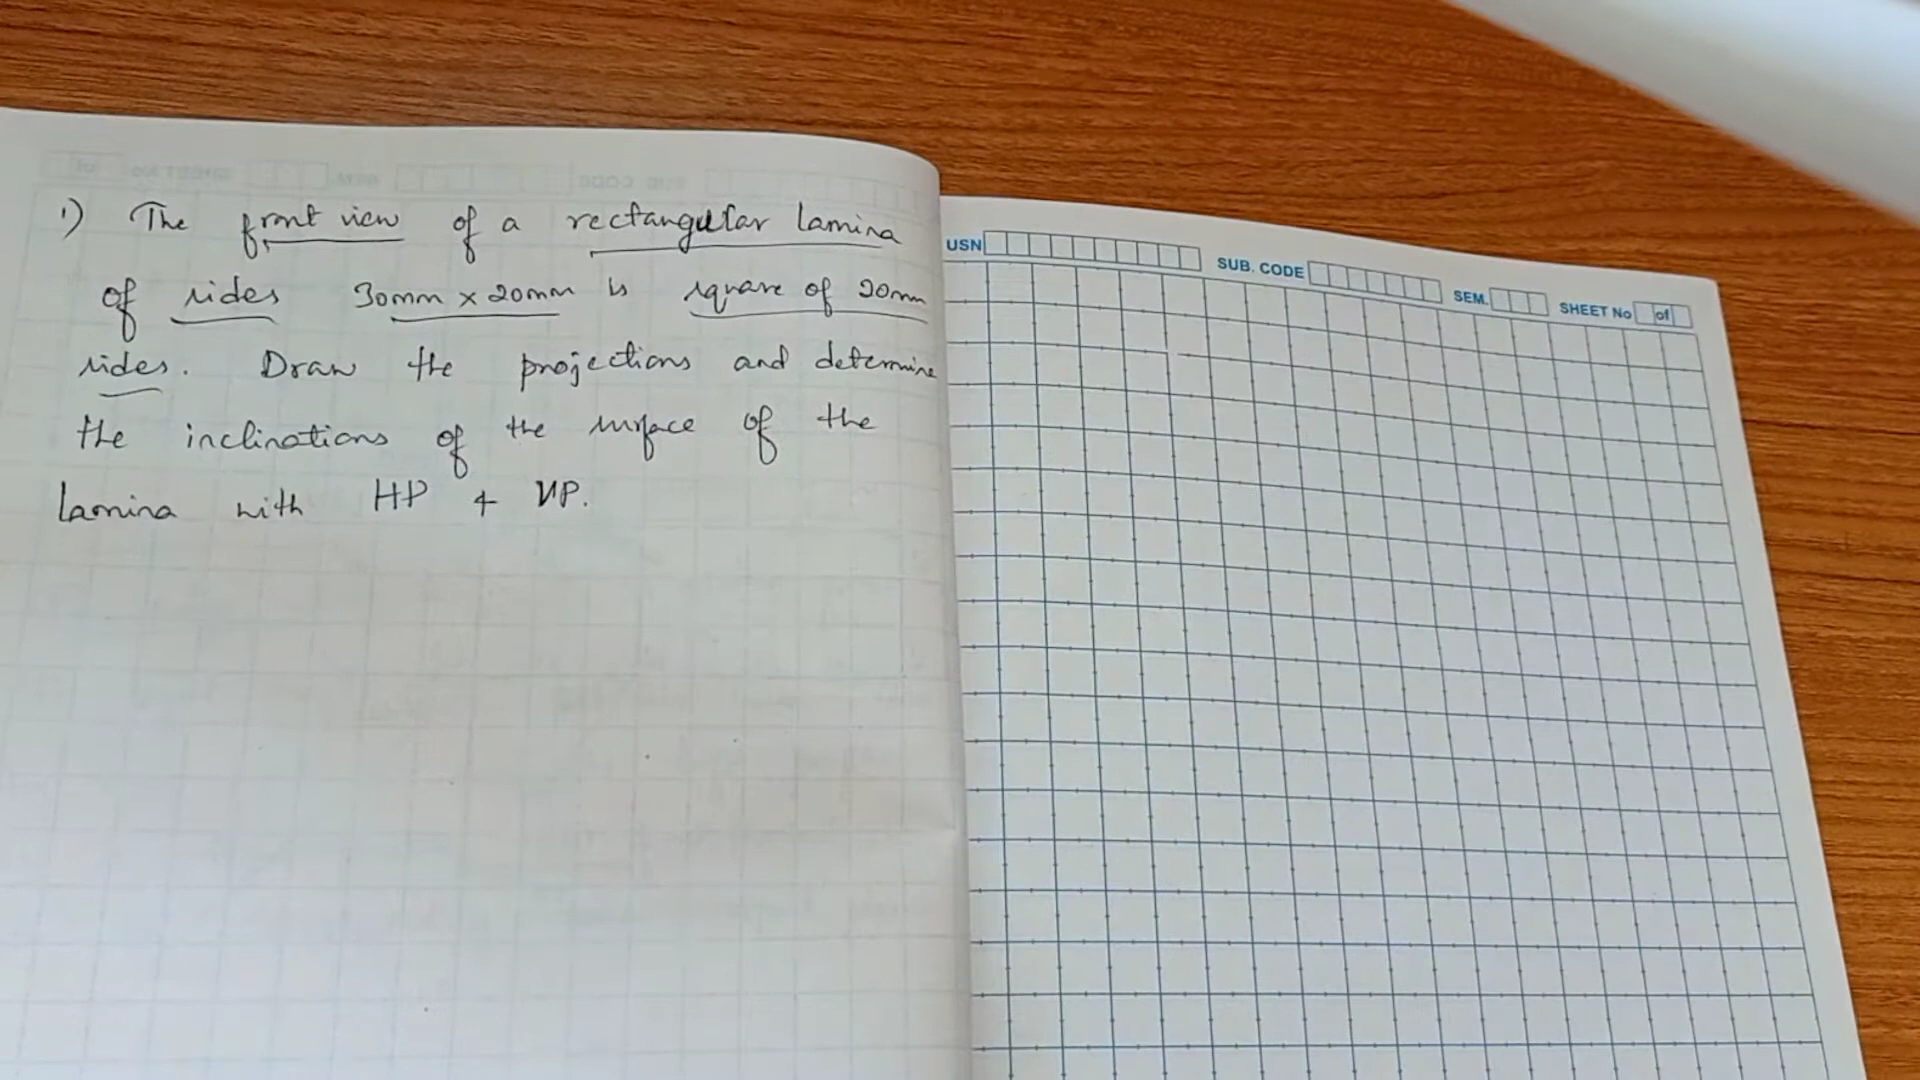 1) The front view of a rectangular lamina
of sides 30mm x 20mm is square of 20mm
sides. Draw the projections and determine
the inclinations of the surface of the
lamina with HP & VP.
USN SUB. CODE SEM. SHEET No of